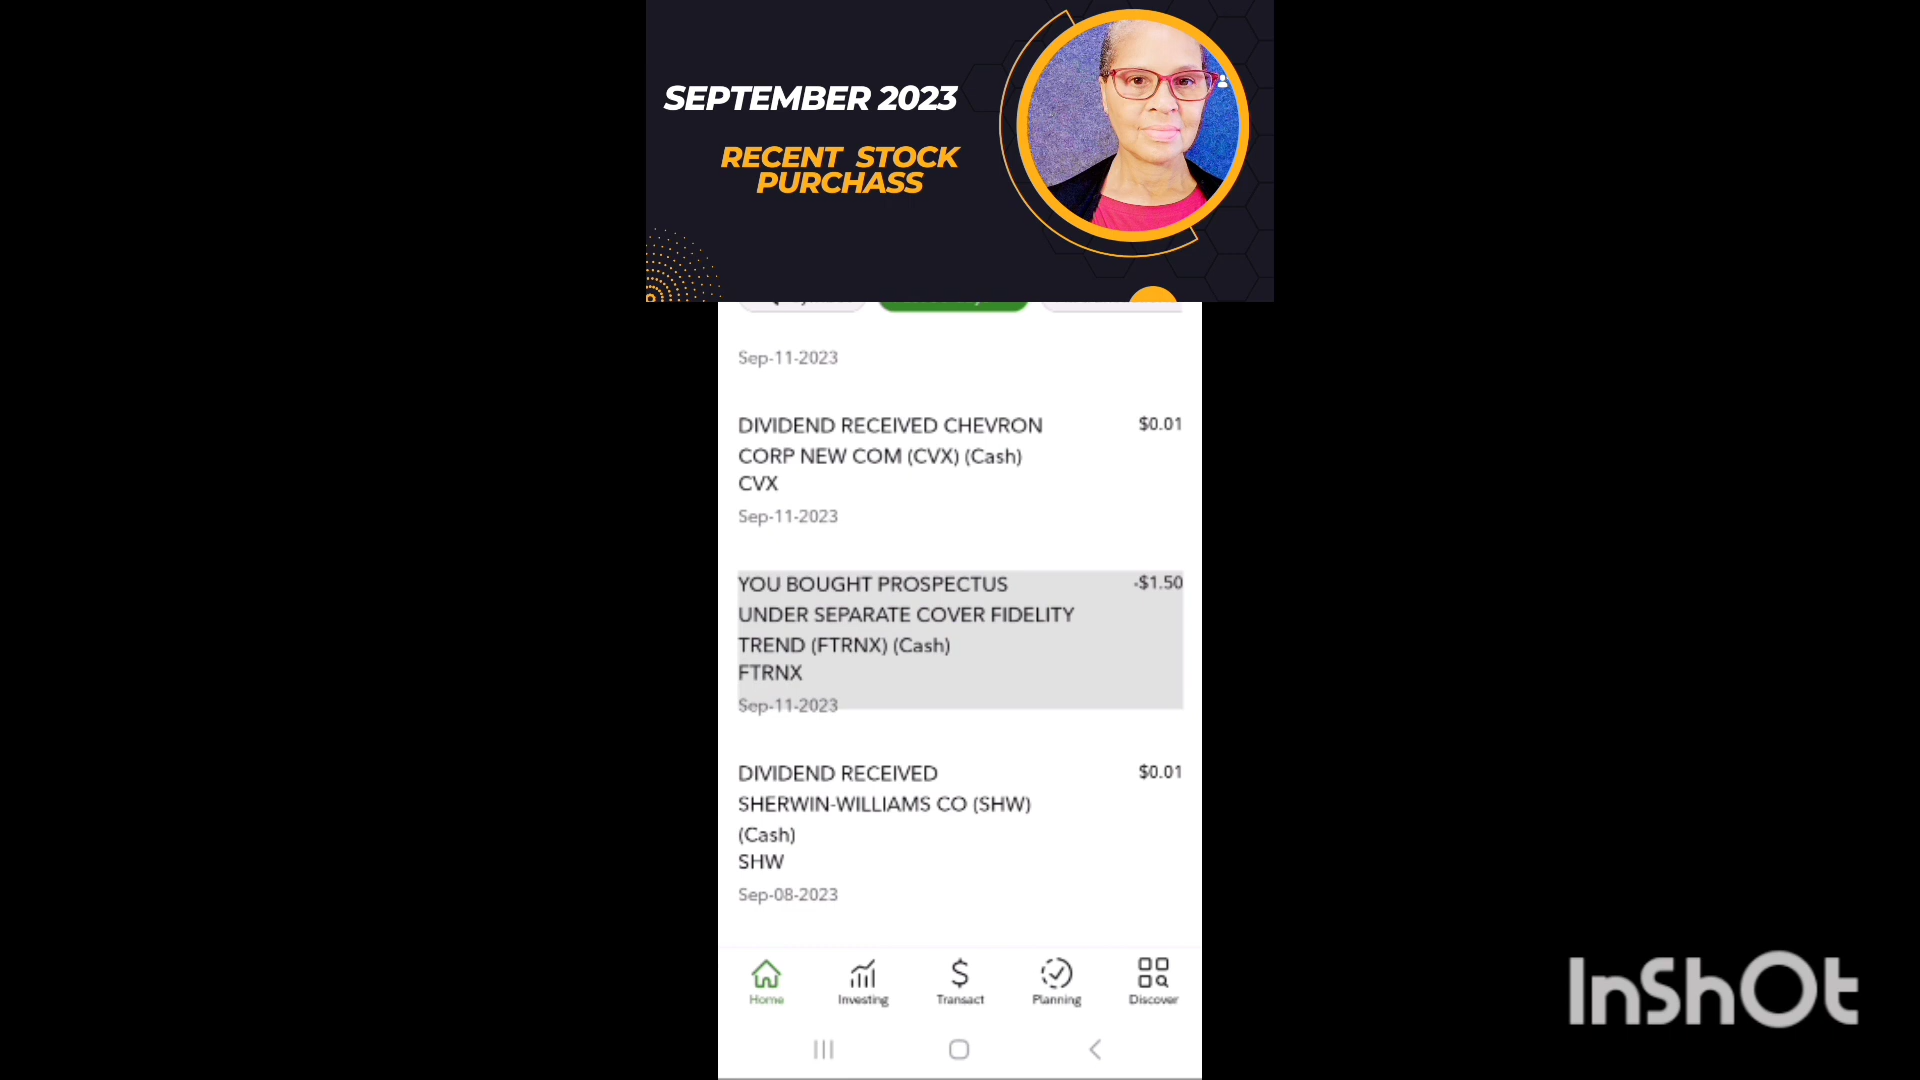 SEPTEMBER 2023
RECENT STOCK
PURCHASS
Sep-11-2023
DIVIDEND RECEIVED CHEVRON
$0.01
CORP NEW COM (CVX) (Cash)
CVX
Sep-11-2023
YOU BOUGHT PROSPECTUS
-$1.50
UNDER SEPARATE COVER FIDELITY
TREND (FTRNX) (Cash)
FTRNX
Sep-11-2023
DIVIDEND RECEIVED
$0.01
SHERWIN-WILLIAMS CO (SHW)
(Cash)
SHW
Sep-08-2023
Home
Investing
Transact
Planning
Discover
InShOt